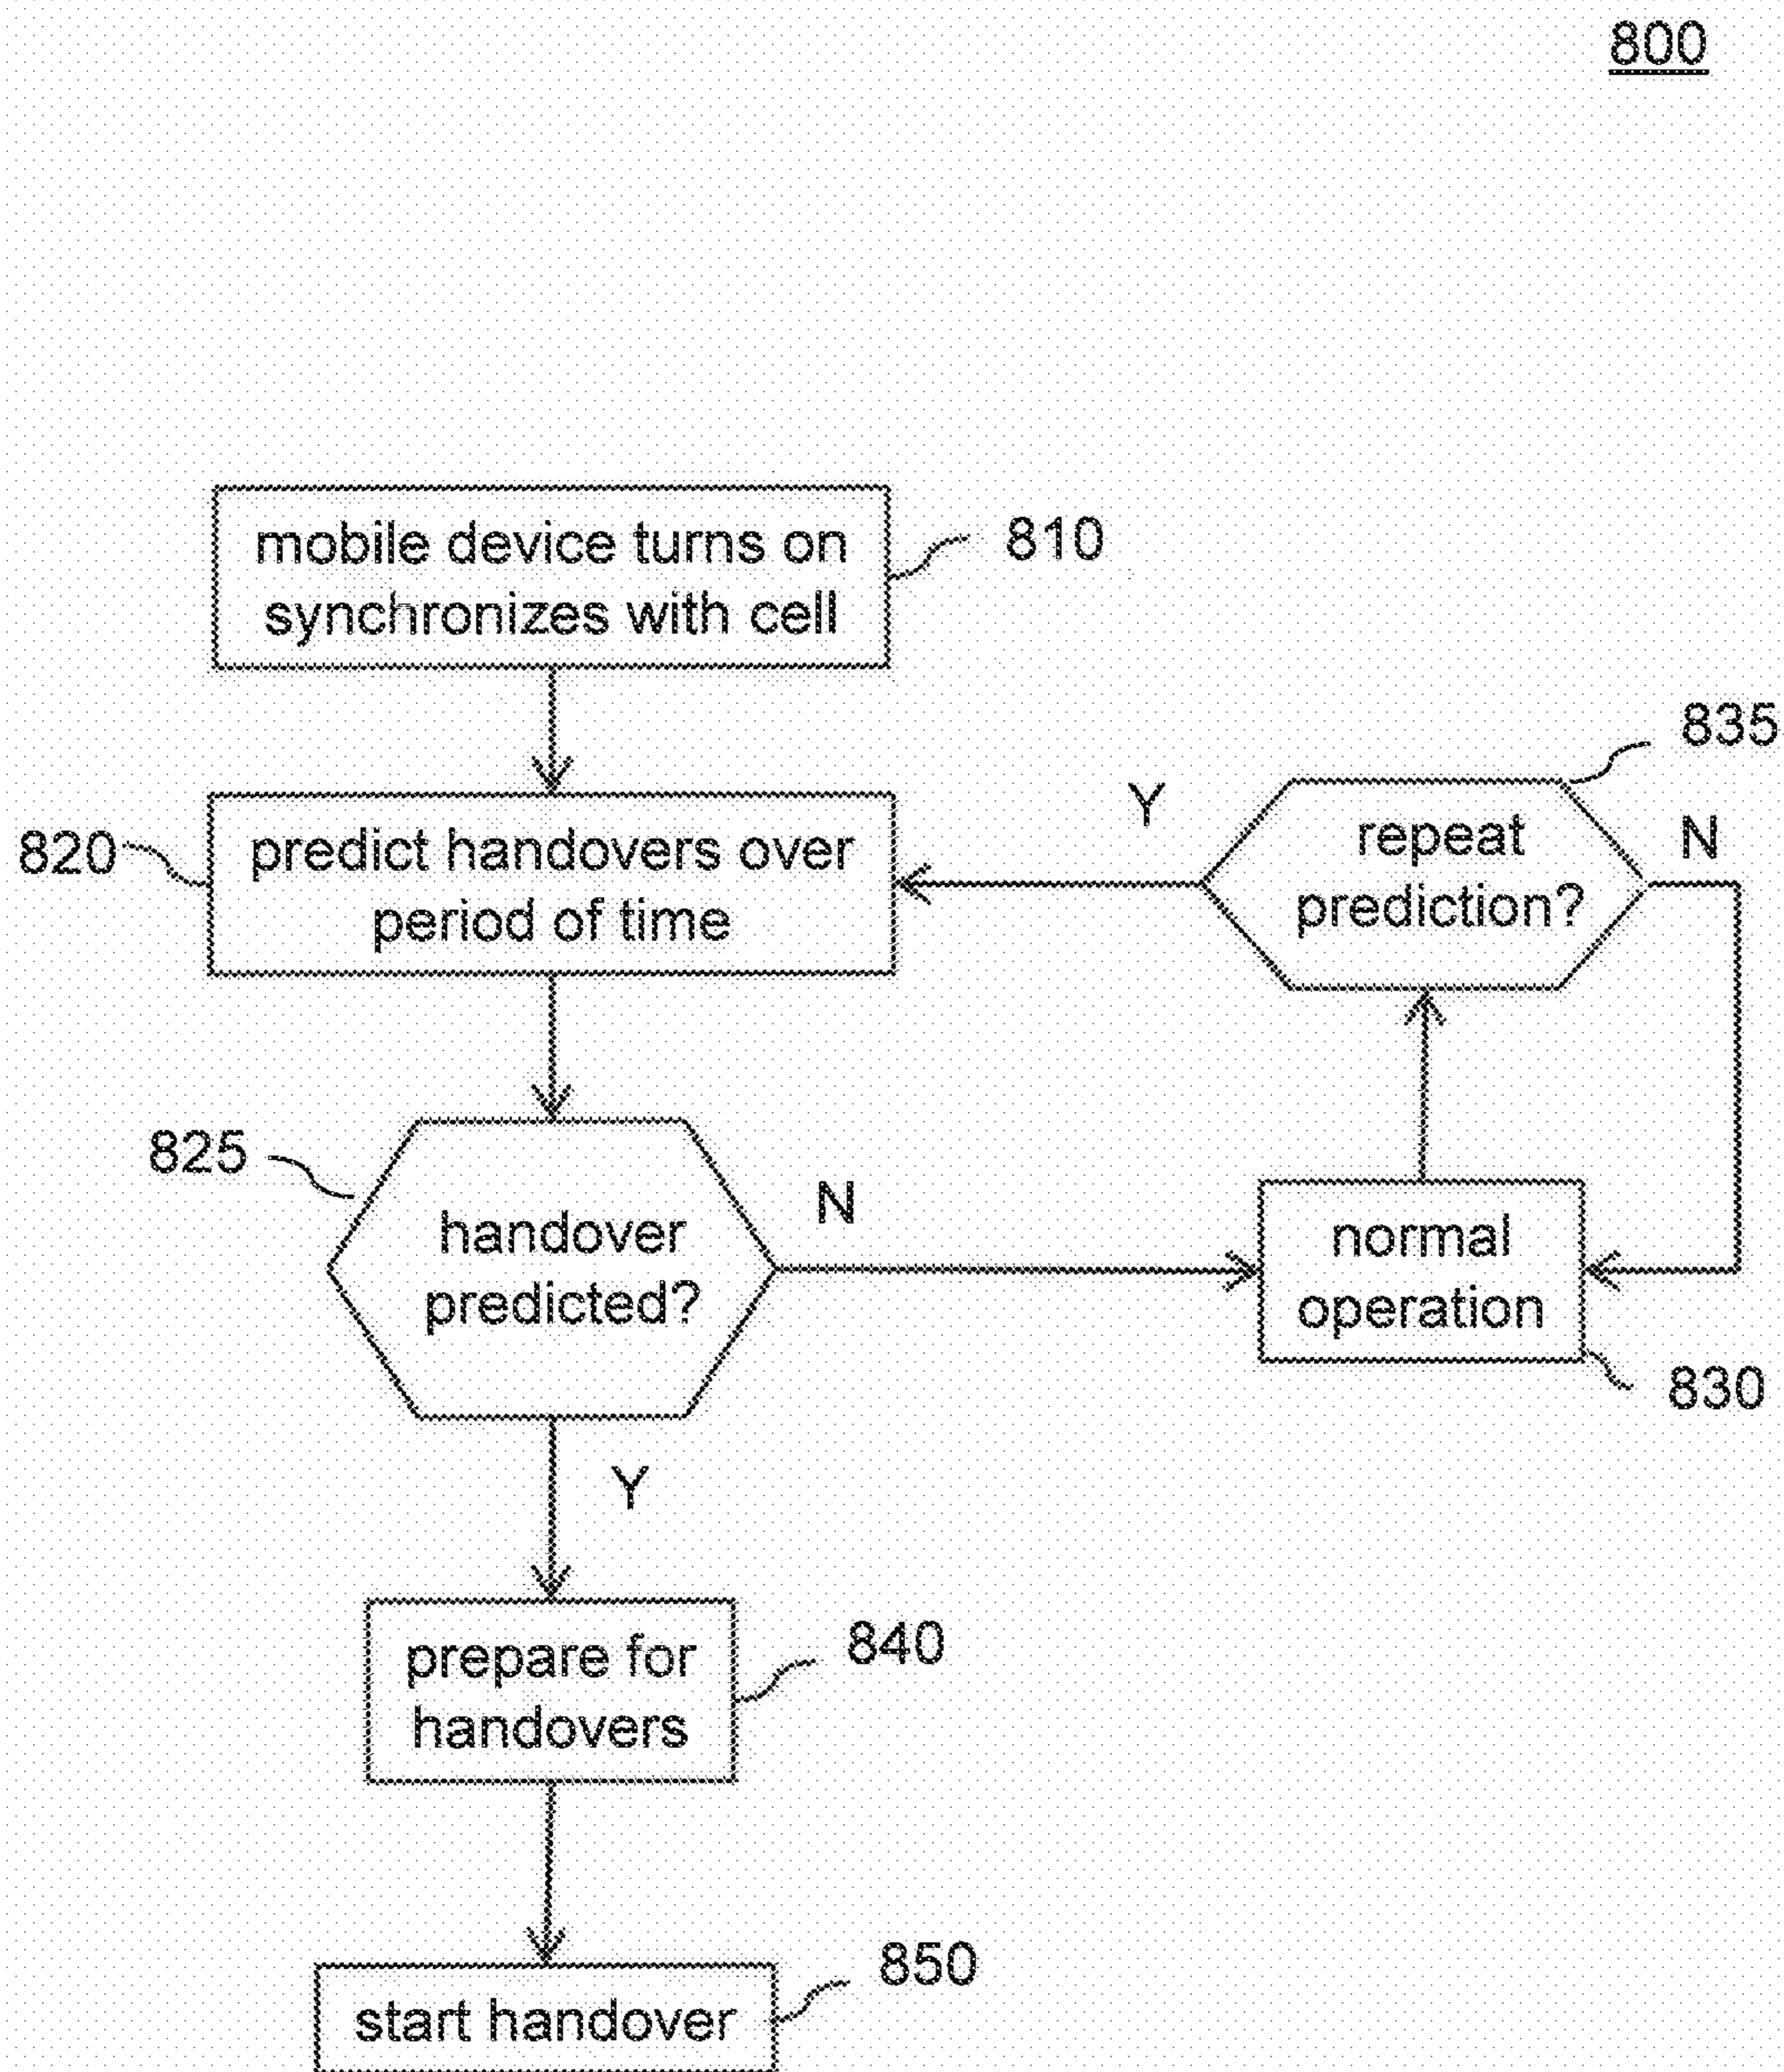 800
mobile device turns on
synchronizes with cell
810
835
Y
repeat
prediction?
N
820
predict handovers over
period of time
825
handover
predicted?
N
normal
operation
830
Y
prepare for
handovers
840
850
start handover